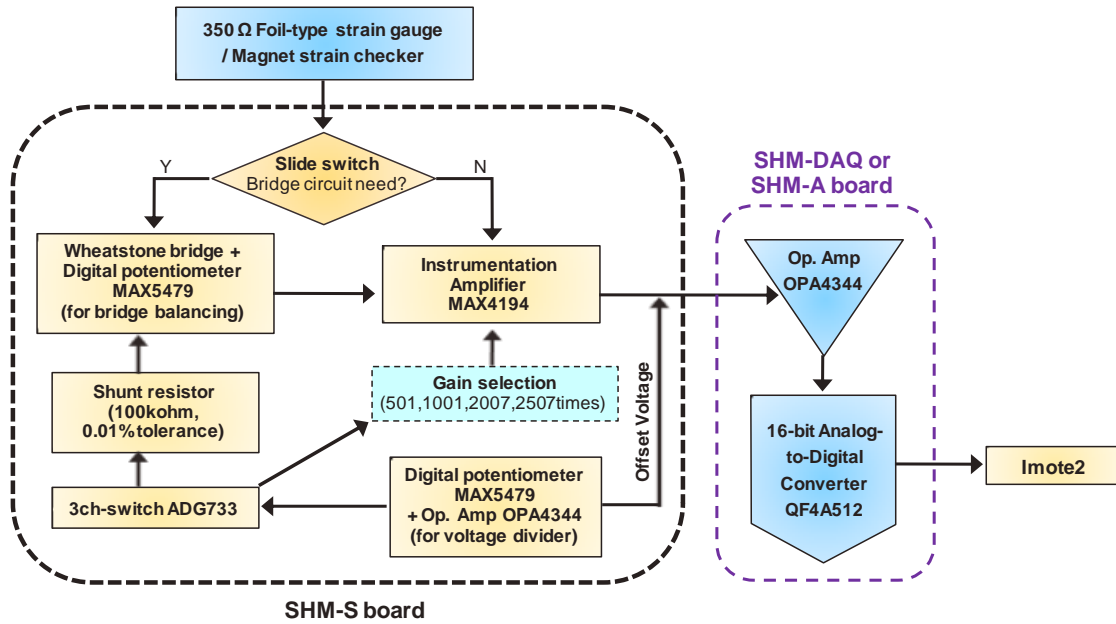 350 Ω Foil-type strain gauge
/ Magnet strain checker
Slide switch
Bridge circuit need?
Y
N
Wheatstone bridge +
Digital potentiometer
MAX5479
(for bridge balancing)
Instrumentation
Amplifier
MAX4194
Shunt resistor
(100kohm,
0.01%tolerance)
Gain selection
(501,1001,2007,2507times)
3ch-switch ADG733
Digital potentiometer
MAX5479
+ Op. Amp OPA4344
(for voltage divider)
Offset Voltage
SHM-S board
SHM-DAQ or
SHM-A board
Op. Amp
OPA4344
16-bit Analog-
to-Digital
Converter
QF4A512
Imote2